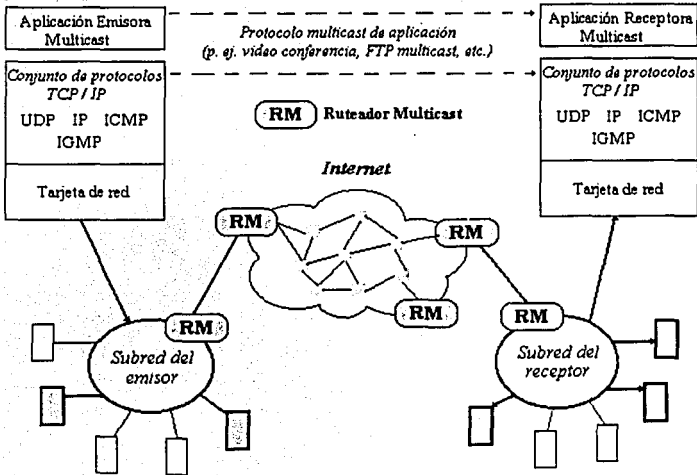 Aplicación Emisora
Multicast
Protocolo multicast de aplicación
(p. ej. video conferencia, FTP multicast, etc.)
Aplicación Receptora
Multicast
Conjunto de protocolos
TCP / IP
UDP IP ICMP
IGMP
Tarjeta de red
Conjunto de protocolos
TCP / IP
UDP IP ICMP
IGMP
Tarjeta de red
RM Ruteador Multicast
Internet
RM
RM
RM
RM
Subred del
emisor
RM
Subred del
receptor